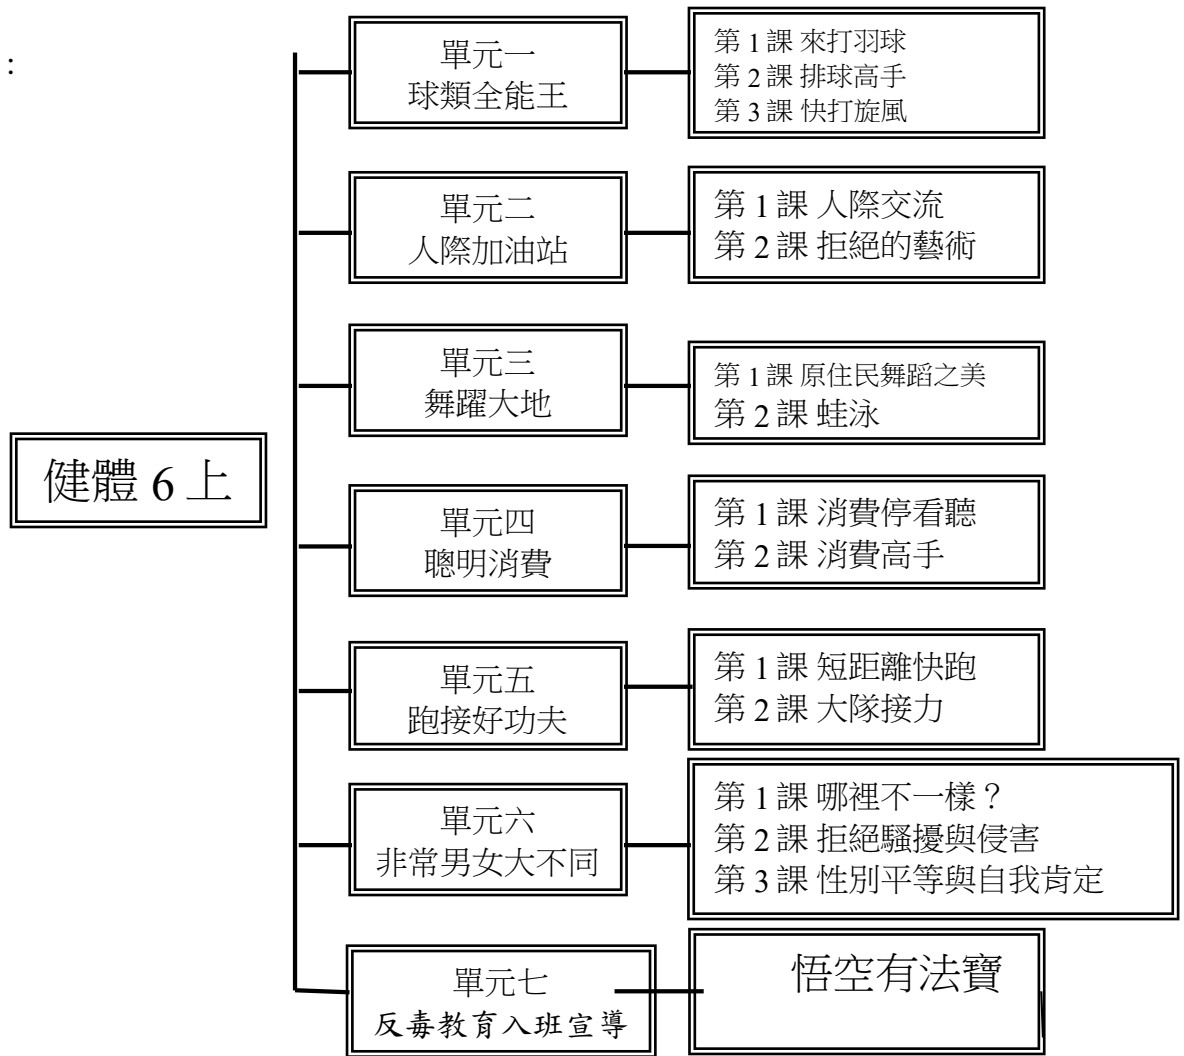 :
健體 6 上
單元一
球類全能王
第 1 課 來打羽球
第 2 課 排球高手
第 3 課 快打旋風
單元二
人際加油站
第 1 課 人際交流
第 2 課 拒絕的藝術
單元三
舞躍大地
第 1 課 原住民舞蹈之美
第 2 課 蛙泳
單元四
聰明消費
第 1 課 消費停看聽
第 2 課 消費高手
單元五
跑接好功夫
第 1 課 短距離快跑
第 2 課 大隊接力
單元六
非常男女大不同
第 1 課 哪裡不一樣？
第 2 課 拒絕騷擾與侵害
第 3 課 性別平等與自我肯定
單元七
反毒教育入班宣導
悟空有法寶